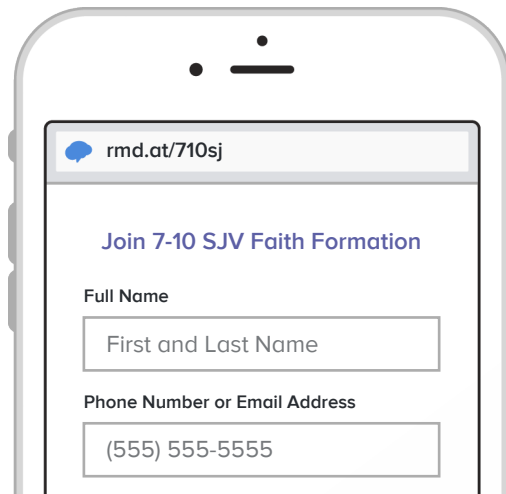 rmd.at/710sj
Join 7-10 SJV Faith Formation
Full Name
First and Last Name
Phone Number or Email Address
(555) 555-5555